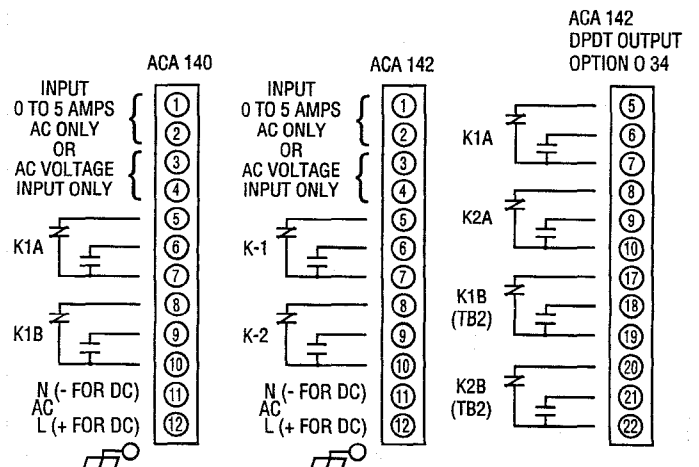 ACA 140
INPUT
0 TO 5 AMPS
AC ONLY
OR
AC VOLTAGE
INPUT ONLY
K1A
K1B
N (- FOR DC)
AC
L (+ FOR DC)
1
2
3
4
5
6
7
8
9
10
11
12
ACA 142
INPUT
0 TO 5 AMPS
AC ONLY
OR
AC VOLTAGE
INPUT ONLY
K-1
K-2
N (- FOR DC)
AC
L (+ FOR DC)
1
2
3
4
5
6
7
8
9
10
11
12
ACA 142
DPDT OUTPUT
OPTION O 34
K1A
K2A
K1B
(TB2)
K2B
(TB2)
5
6
7
8
9
10
17
18
19
20
21
22